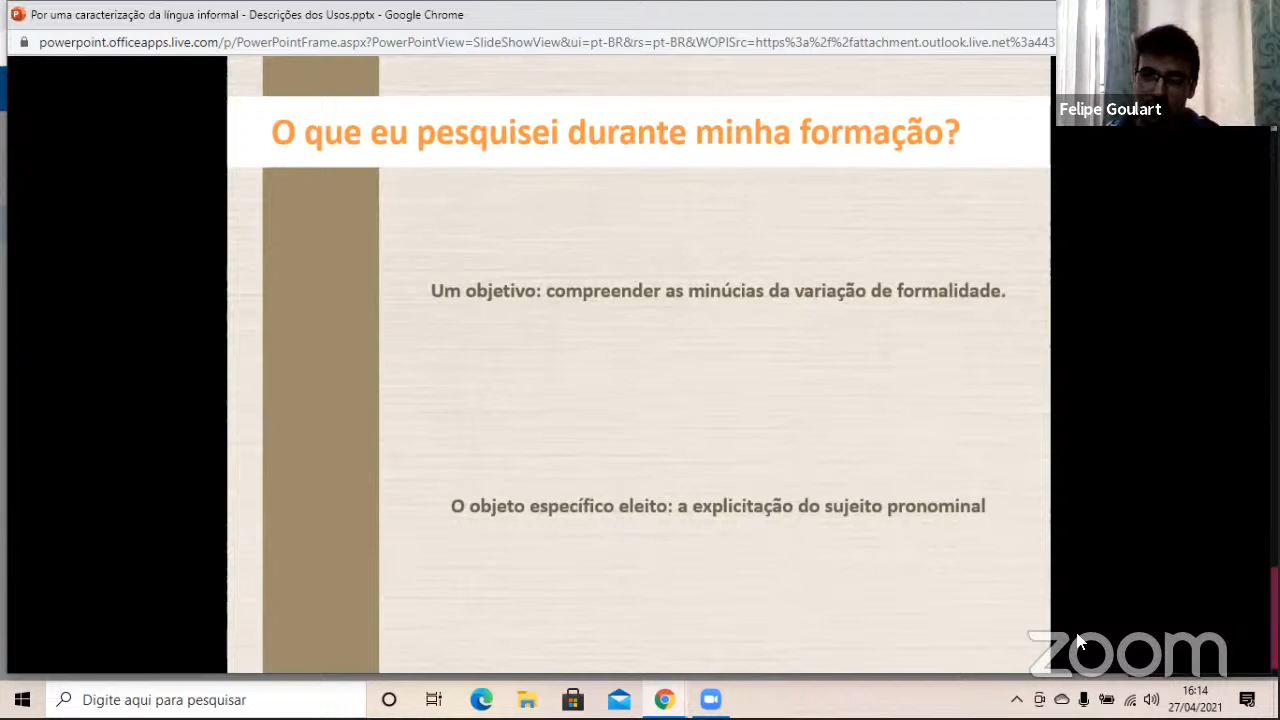 Por uma caracterização da língua informal - Descrições dos Usos.pptx - Google Chrome
powerpoint.officeapps.live.com/p/PowerPointFrame.aspx?PowerPointView=SlideShowView&ui=pt-BR&rs=pt-BR&WOPISrc=https%3a%2f%2fattachment.outlook.live.net%3a443
Felipe Goulart
O que eu pesquisei durante minha formação?
Um objetivo: compreender as minúcias da variação de formalidade.
O objeto específico eleito: a explicitação do sujeito pronominal
zoom
Digite aqui para pesquisar
16:14
27/04/2021